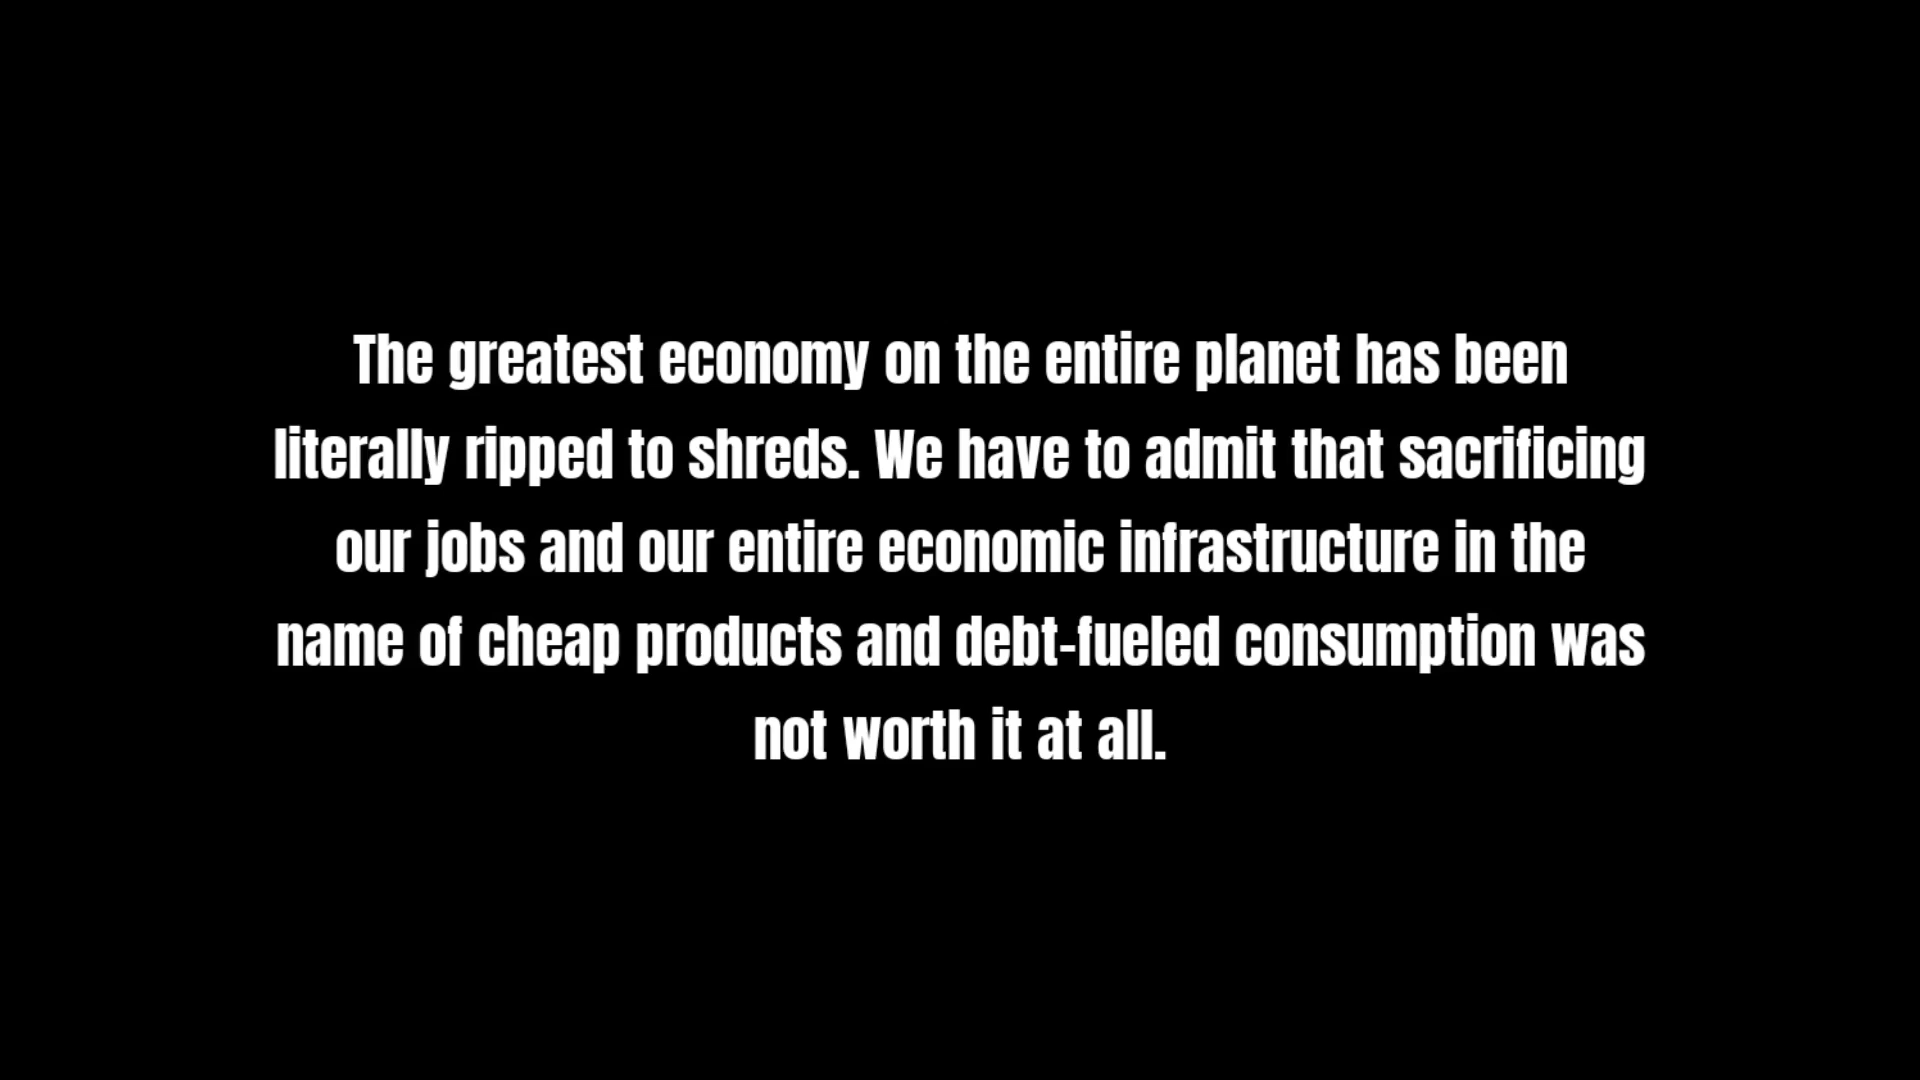 The greatest economy on the entire planet has been
literally ripped to shreds. We have to admit that sacrificing
our jobs and our entire economic infrastructure in the
name of cheap products and debt-fueled consumption was
not worth it at all.